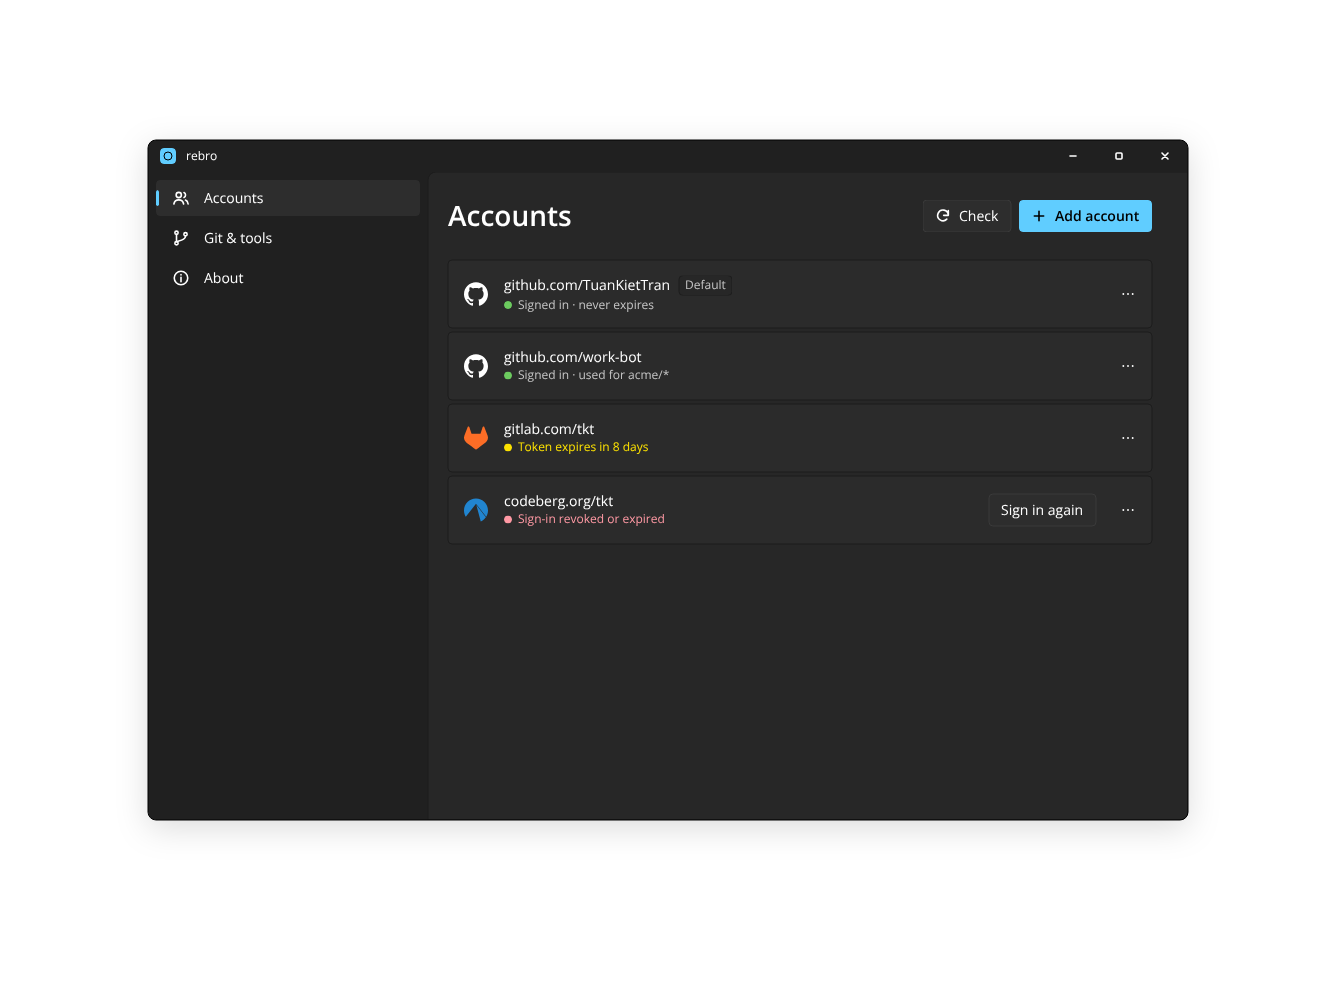 rebro
Accounts
Git & tools
About
Accounts
Check
Add account
github.com/TuanKietTran Default
Signed in · never expires
github.com/work-bot
Signed in · used for acme/*
gitlab.com/tkt
Token expires in 8 days
codeberg.org/tkt
Sign-in revoked or expired
Sign in again